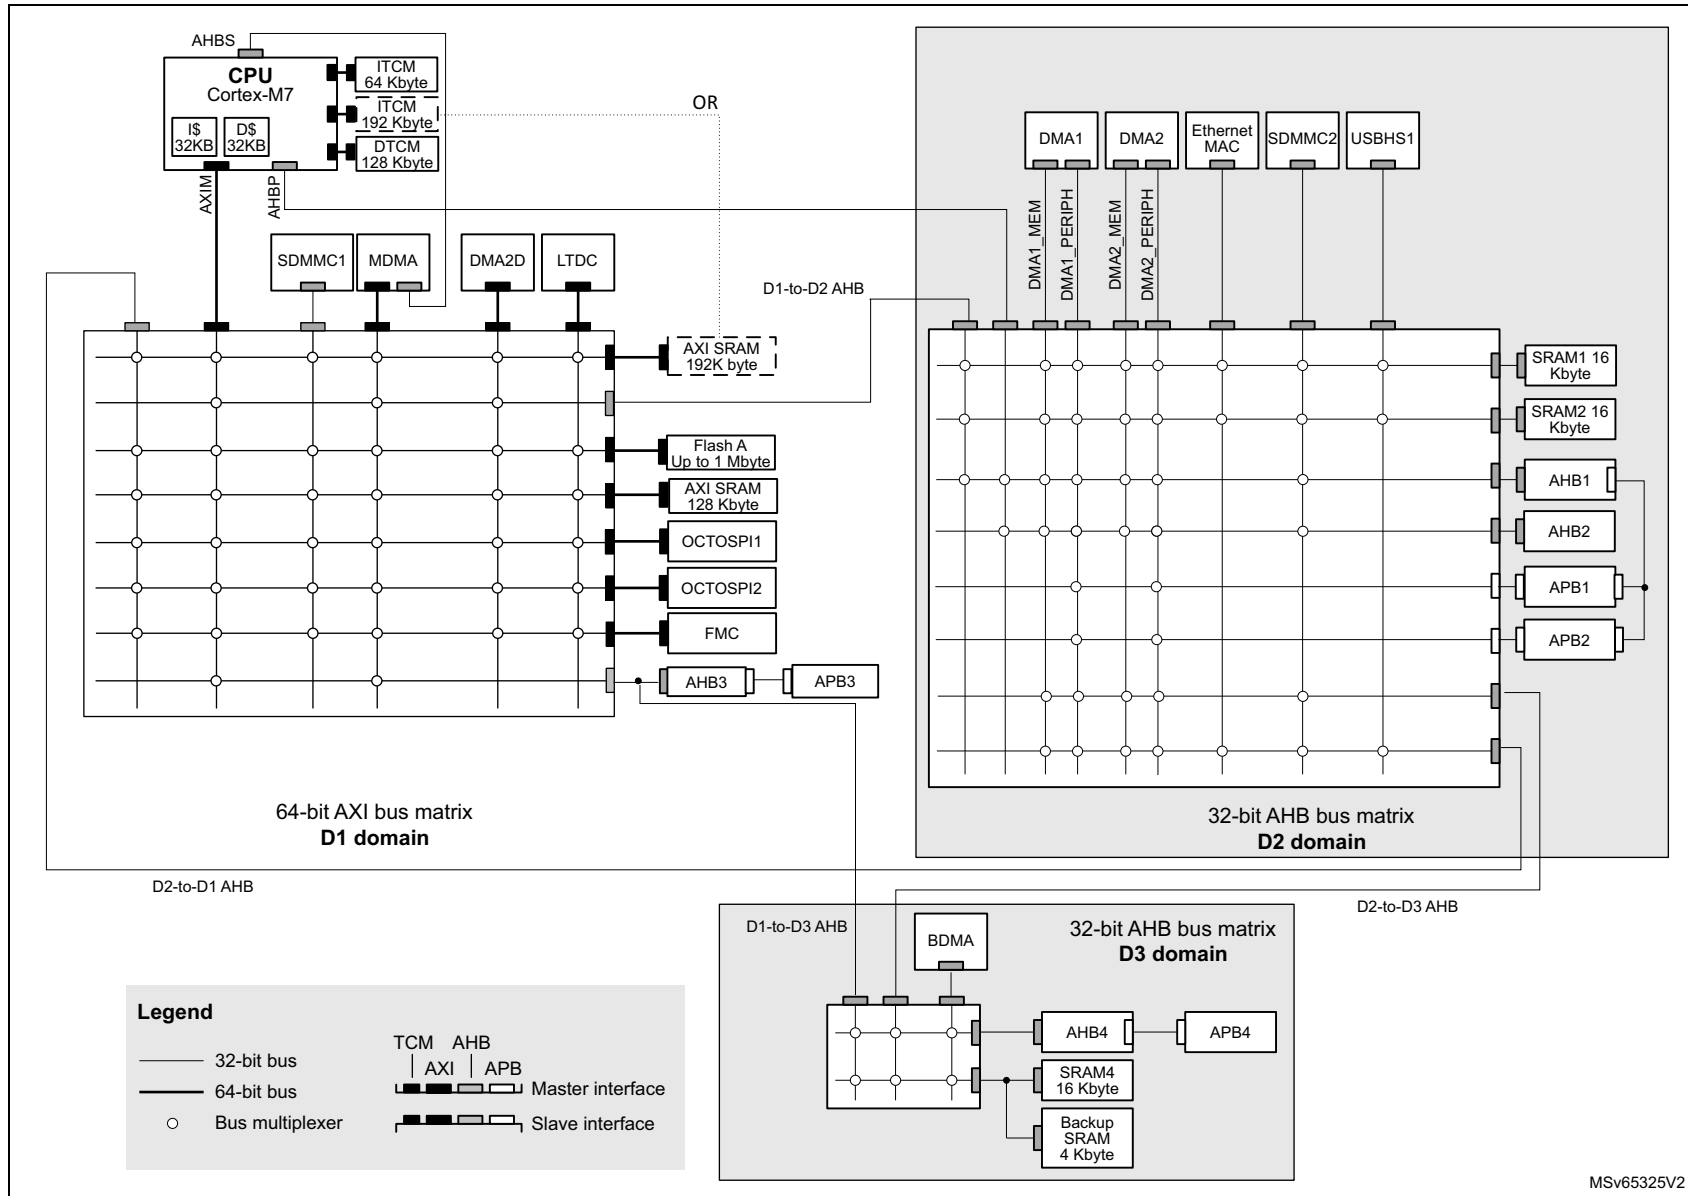 AHBS
CPU
Cortex-M7
I$
32KB
D$
32KB
ITCM
64 Kbyte
ITCM
192 Kbyte
DTCM
128 Kbyte
OR
AXIM
AHBP
SDMMC1
MDMA
DMA2D
LTDC
D1-to-D2 AHB
AXI SRAM
192K byte
Flash A
Up to 1 Mbyte
AXI SRAM
128 Kbyte
OCTOSPI1
OCTOSPI2
FMC
AHB3
APB3
64-bit AXI bus matrix
D1 domain
DMA1
DMA2
Ethernet
MAC
SDMMC2
USBHS1
DMA1_MEM
DMA1_PERIPH
DMA2_MEM
DMA2_PERIPH
SRAM1 16
Kbyte
SRAM2 16
Kbyte
AHB1
AHB2
APB1
APB2
32-bit AHB bus matrix
D2 domain
D2-to-D1 AHB
D2-to-D3 AHB
D1-to-D3 AHB
BDMA
32-bit AHB bus matrix
D3 domain
AHB4
APB4
SRAM4
16 Kbyte
Backup
SRAM
4 Kbyte
Legend
32-bit bus
64-bit bus
Bus multiplexer
TCM
AHB
AXI
APB
Master interface
Slave interface
MSv65325V2